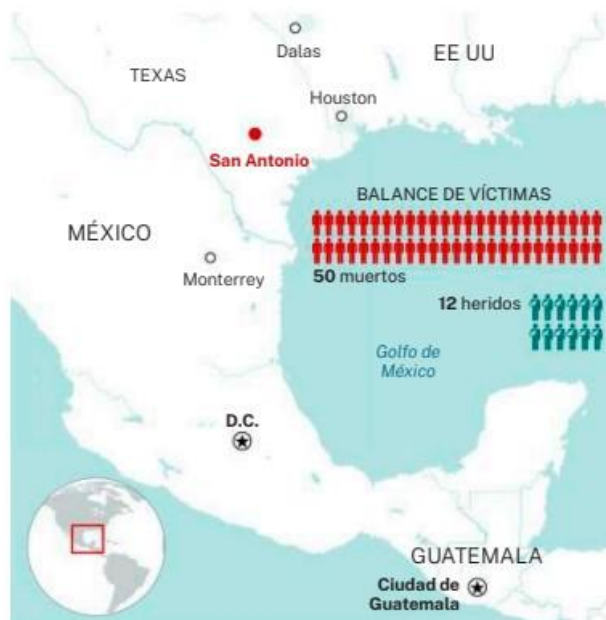 Dalas
EE UU
TEXAS
Houston
San Antonio
BALANCE DE VÍCTIMAS
MÉXICO
Monterrey
50 muertos
12 heridos
Golfo de
México
D.C.
GUATEMALA
Ciudad de
Guatemala